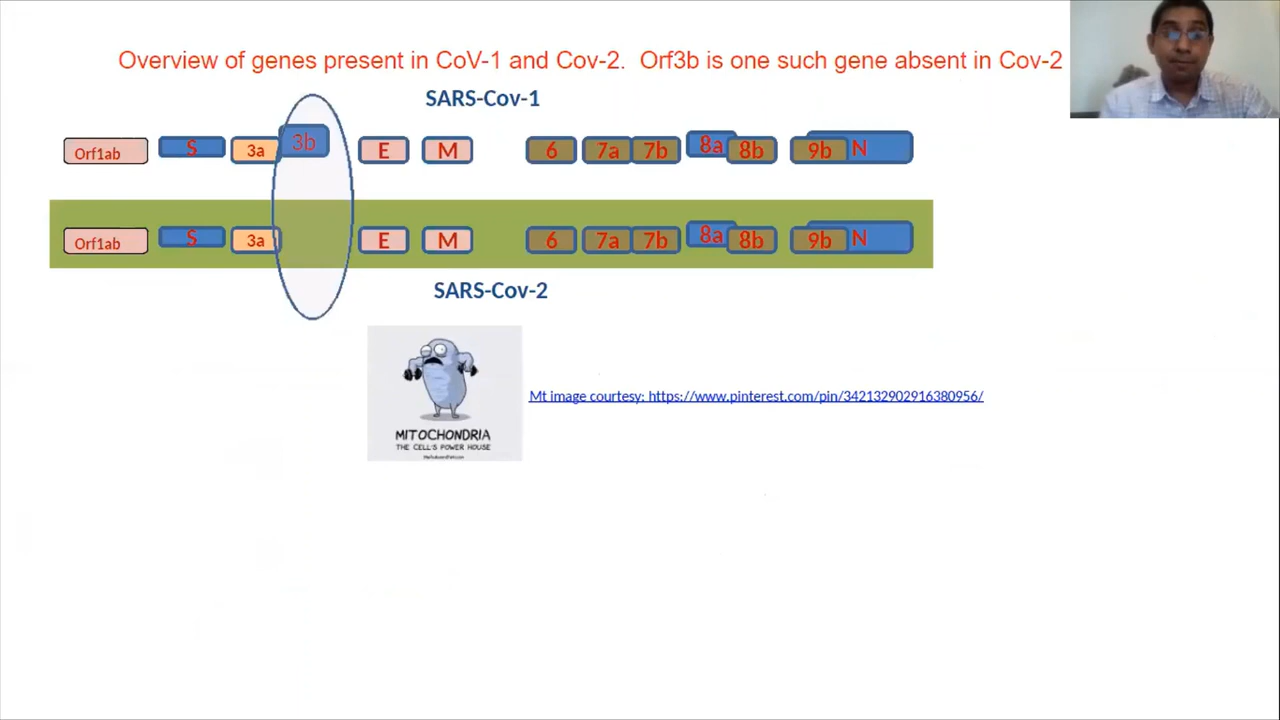 Overview of genes present in CoV-1 and Cov-2. Orf3b is one such gene absent in Cov-2
SARS-Cov-1
Orf1ab S 3a 3b E M 6 7a 7b 8a 8b 9b N
Orf1ab S 3a E M 6 7a 7b 8a 8b 9b N
SARS-Cov-2
Mt image courtesy: https://www.pinterest.com/pin/342132902916380956/
MITOCHONDRIA
THE CELL'S POWER HOUSE